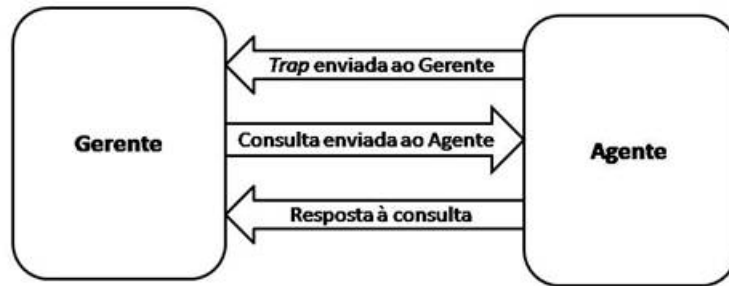 Trap enviada ao Gerente
Gerente
Consulta enviada ao Agente
Agente
Resposta à consulta